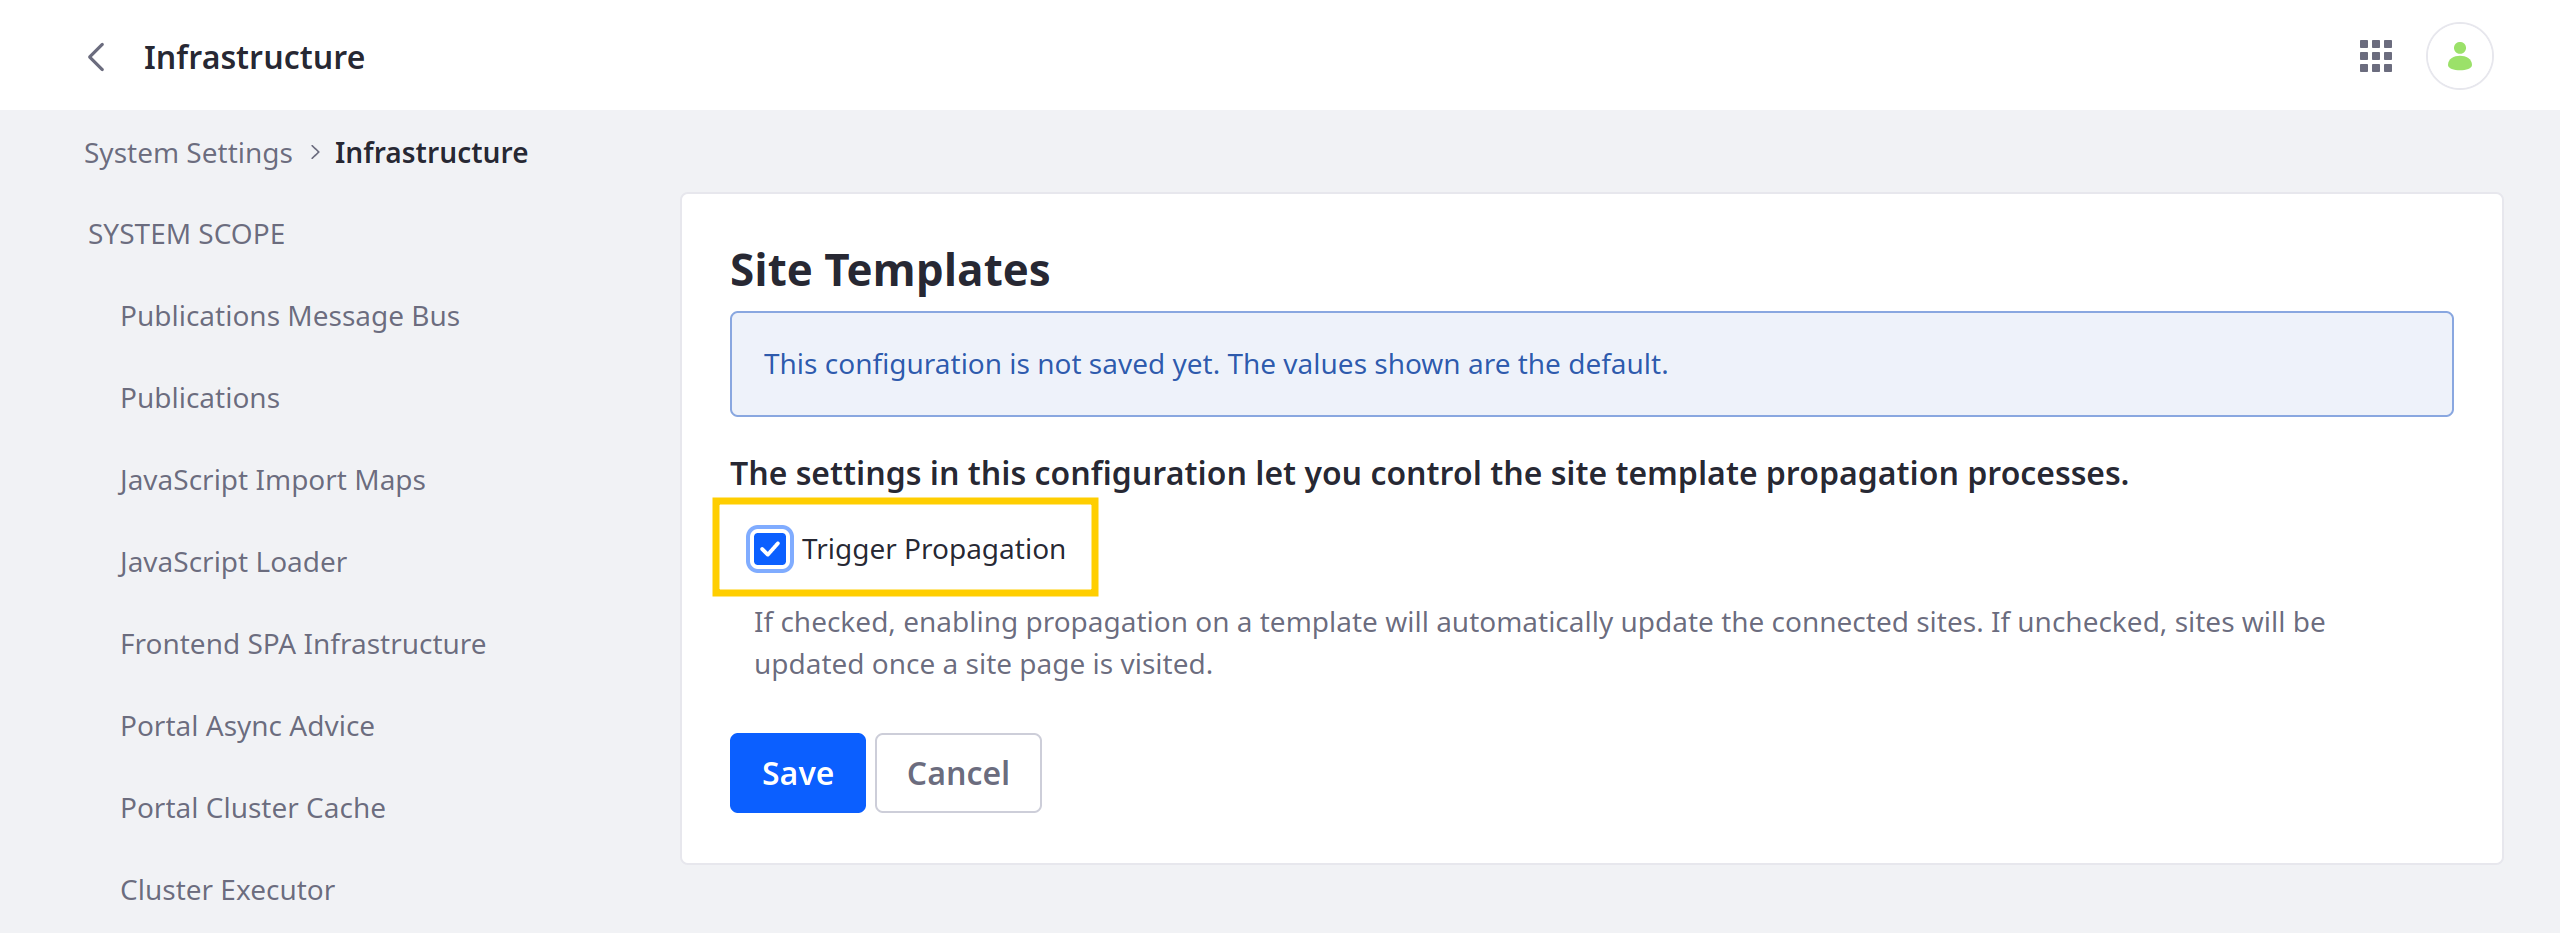 Infrastructure
System Settings
Infrastructure
SYSTEM SCOPE
Publications Message Bus
Publications
JavaScript Import Maps
JavaScript Loader
Frontend SPA Infrastructure
Portal Async Advice
Portal Cluster Cache
Cluster Executor
Site Templates
This configuration is not saved yet. The values shown are the default.
The settings in this configuration let you control the site template propagation processes.
Trigger Propagation
If checked, enabling propagation on a template will automatically update the connected sites. If unchecked, sites will be
updated once a site page is visited.
Save
Cancel